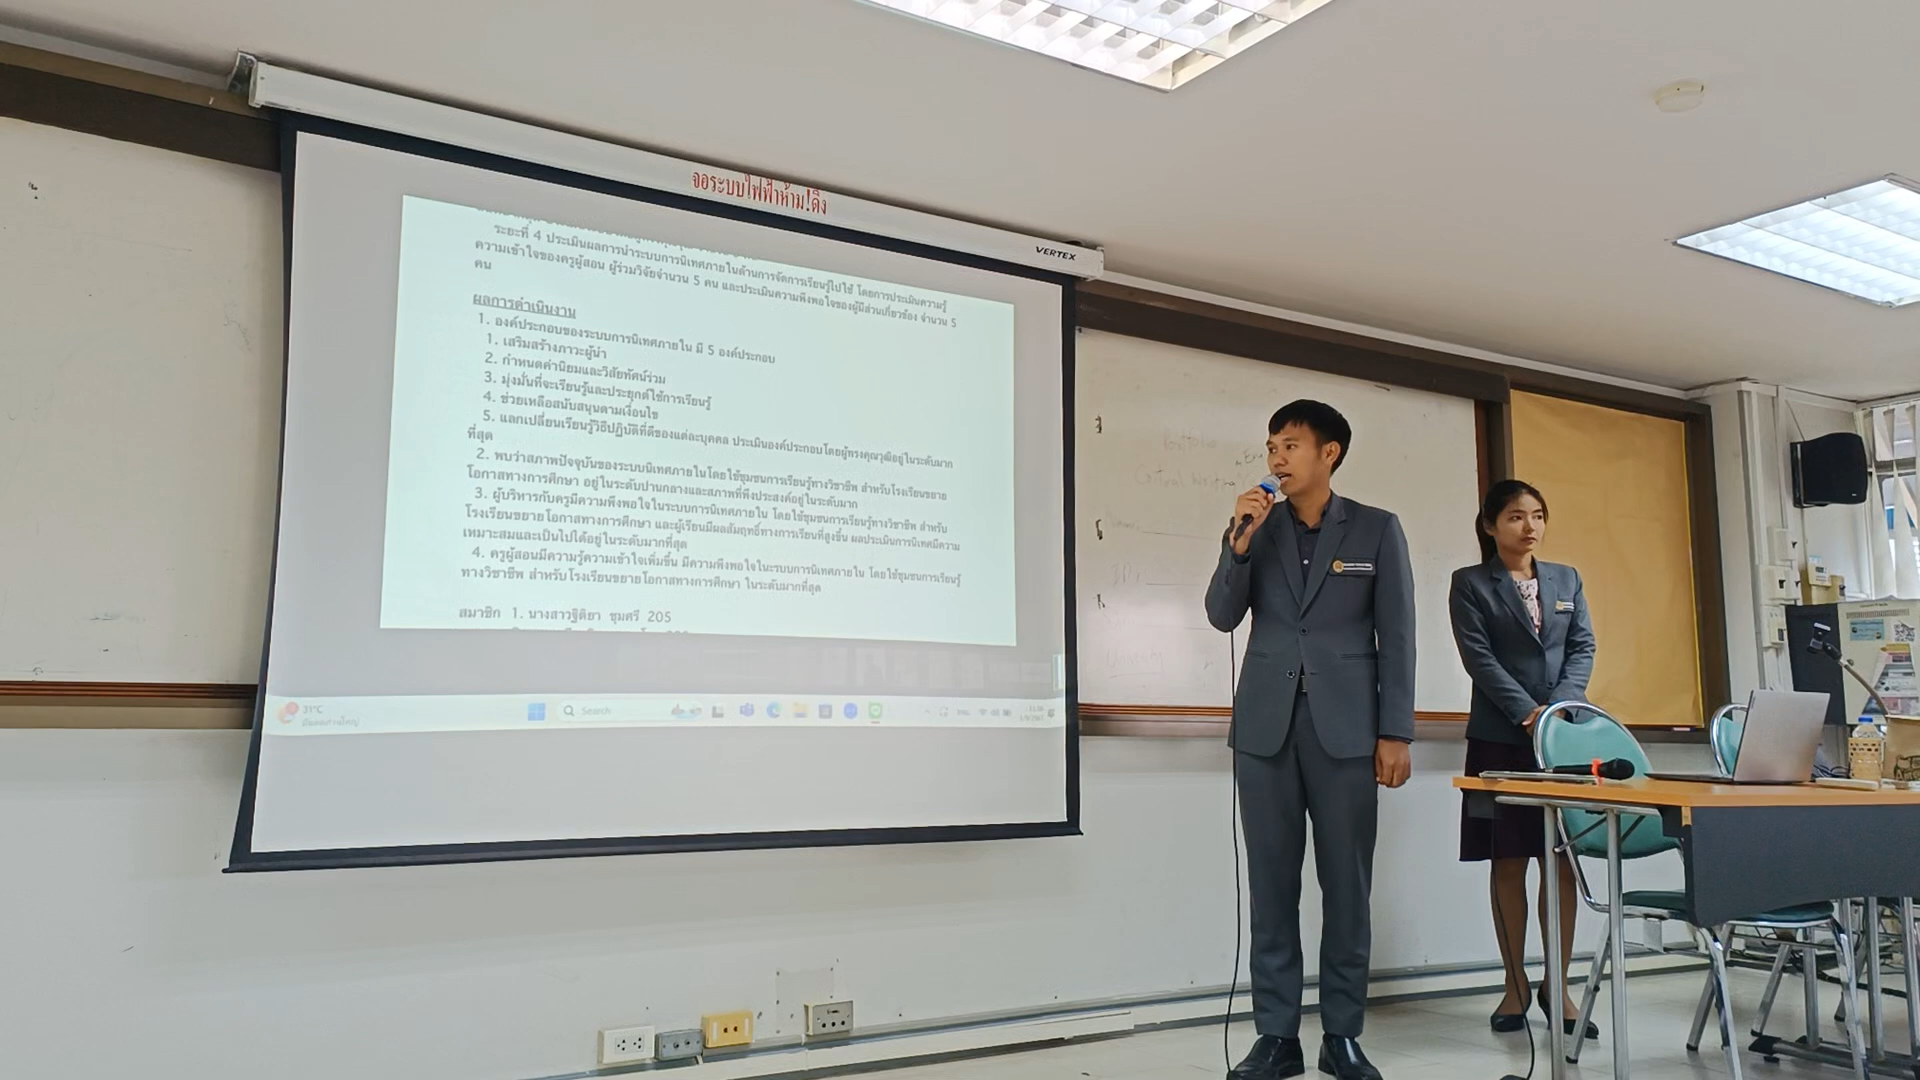 จอระบบไฟฟ้าห้าม!ดึง
VERTEX
ระยะที่ 4 ประเมินผลการนำระบบการนิเทศภายในด้านการจัดการเรียนรู้ไปใช้ โดยการประเมินความรู้
ความเข้าใจของครูผู้สอน ผู้ร่วมวิจัยจำนวน 5 คน และประเมินความพึงพอใจของผู้มีส่วนเกี่ยวข้อง จำนวน 5
คน
ผลการดำเนินงาน
1. องค์ประกอบของระบบการนิเทศภายใน มี 5 องค์ประกอบ
1. เสริมสร้างภาวะผู้นำ
2. กำหนดค่านิยมและวิสัยทัศน์ร่วม
3. มุ่งมั่นที่จะเรียนรู้และประยุกต์ใช้การเรียนรู้
4. ช่วยเหลือสนับสนุนตามเงื่อนไข
5. แลกเปลี่ยนเรียนรู้วิธีปฏิบัติที่ดีของแต่ละบุคคล ประเมินองค์ประกอบโดยผู้ทรงคุณวุฒิอยู่ในระดับมาก
ที่สุด
2. พบว่าสภาพปัจจุบันของระบบนิเทศภายในโดยใช้ชุมชนการเรียนรู้ทางวิชาชีพ สำหรับโรงเรียนขยาย
โอกาสทางการศึกษา อยู่ในระดับปานกลางและสภาพที่พึงประสงค์อยู่ในระดับมาก
3. ผู้บริหารกับครูมีความพึงพอใจในระบบการนิเทศภายใน โดยใช้ชุมชนการเรียนรู้ทางวิชาชีพ สำหรับ
โรงเรียนขยายโอกาสทางการศึกษา และผู้เรียนมีผลสัมฤทธิ์ทางการเรียนที่สูงขึ้น ผลประเมินการนิเทศมีความ
เหมาะสมและเป็นไปได้อยู่ในระดับมากที่สุด
4. ครูผู้สอนมีความรู้ความเข้าใจเพิ่มขึ้น มีความพึงพอใจในระบบการนิเทศภายใน โดยใช้ชุมชนการเรียนรู้
ทางวิชาชีพ สำหรับโรงเรียนขยายโอกาสทางการศึกษา ในระดับมากที่สุด
สมาชิก 1. นางสาวฐิติยา ชุมศรี 205
31°C
Search